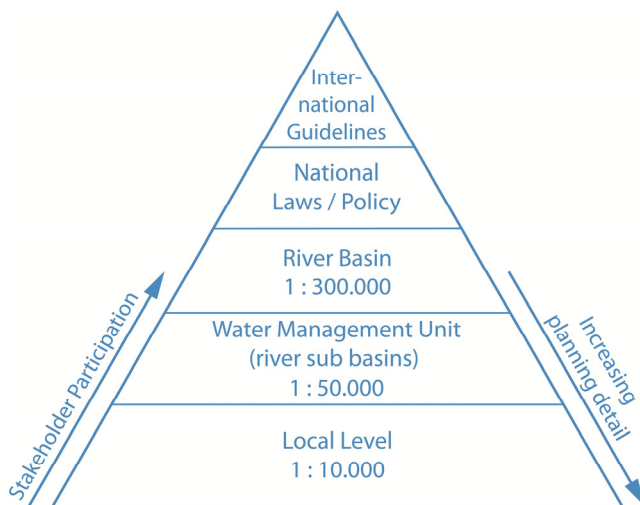 Inter-
national
Guidelines
National
Laws / Policy
River Basin
1 : 300.000
Water Management Unit
(river sub basins)
1 : 50.000
Local Level
1 : 10.000
Stakeholder Participation
Increasing
planning detail